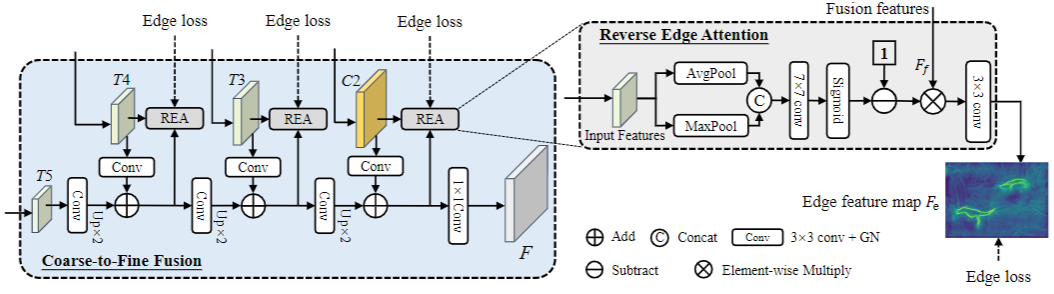 Edge loss
Edge loss
Edge loss
T4
T3
C2
REA
REA
REA
Conv
Conv
Conv
T5
Conv
Up×2
Conv
Up×2
Conv
Up×2
1×1Conv
F
Coarse-to-Fine Fusion
Fusion features
Reverse Edge Attention
1
F_f
AvgPool
MaxPool
C
7×7 conv
Sigmoid
3×3 conv
Input Features
Edge feature map F_e
Edge loss
Add
C
Concat
Conv
3×3 conv + GN
Subtract
Element-wise Multiply